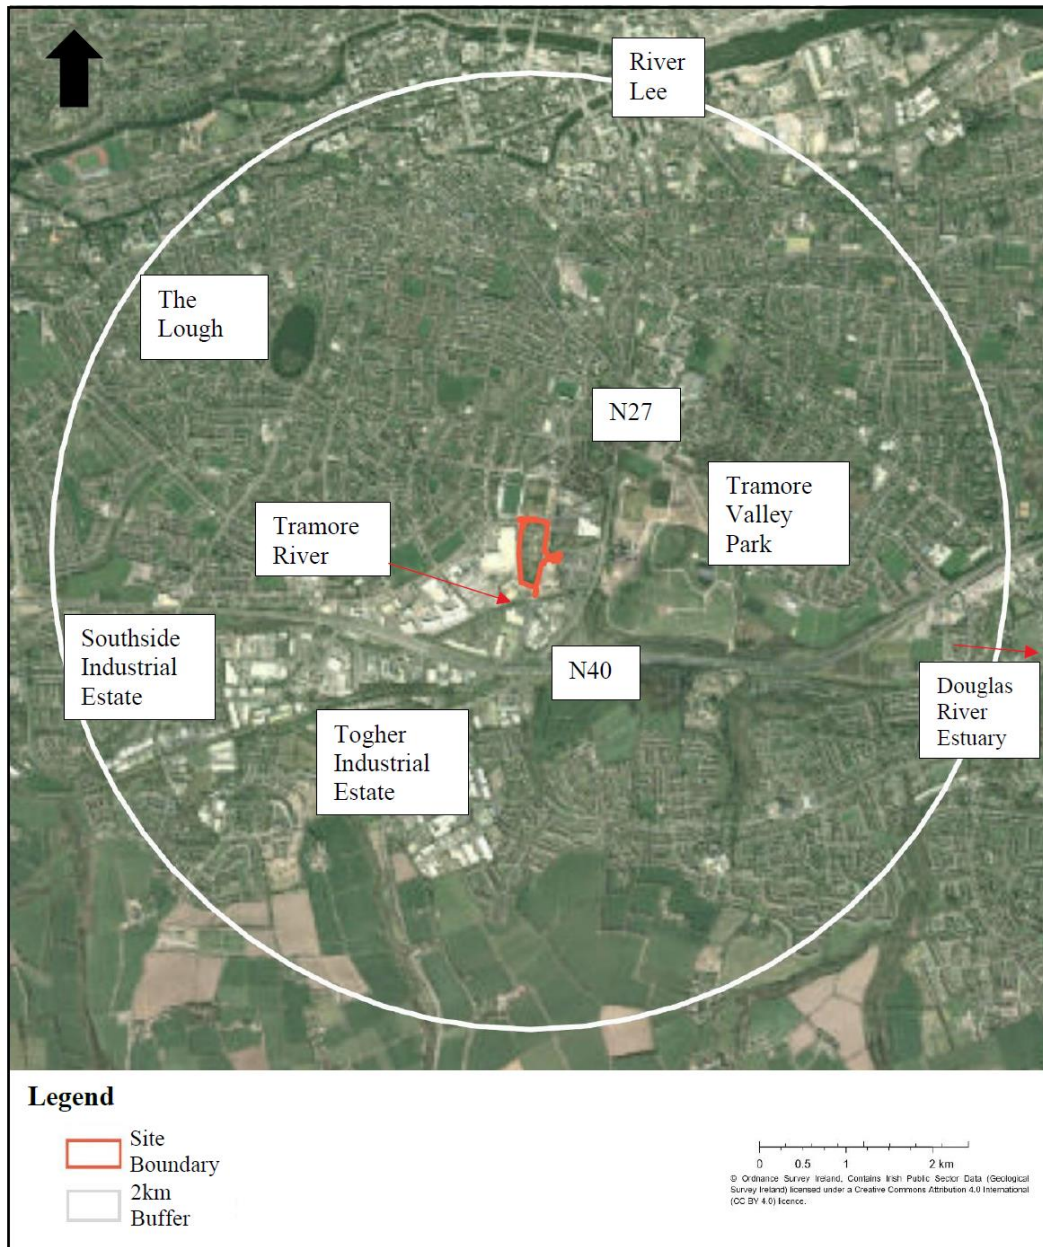 River
Lee
The
Lough
N27
Tramore
Valley
Park
Tramore
River
Southside
Industrial
Estate
N40
Douglas
River
Estuary
Togher
Industrial
Estate
Legend
Site
Boundary
2km
Buffer
0 0.5 1 2 km
© Ordnance Survey Ireland, Contains Irish Public Sector Data (Geological
Survey Ireland) licensed under a Creative Commons Attribution 4.0 International
(CC BY 4.0) licence.